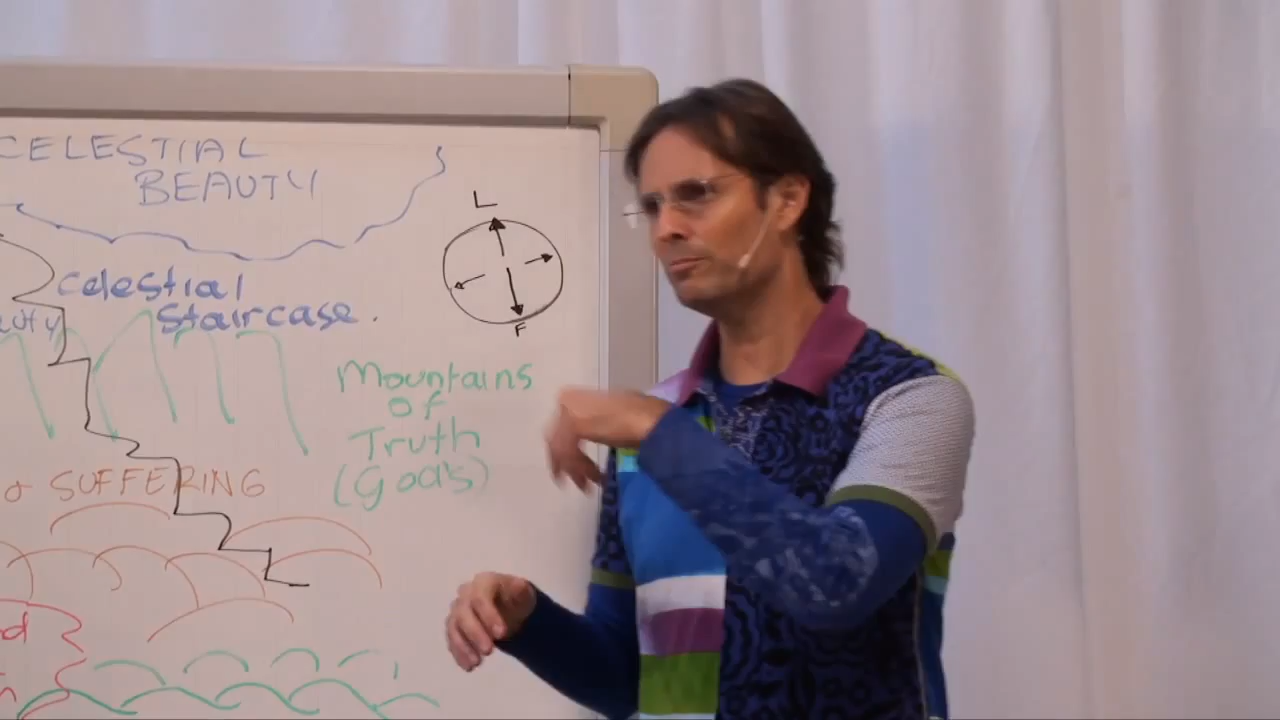 CELESTIAL
BEAUTY
L
F
Celestial
Staircase.
Mountains
Of
Truth
(God's)
SUFFERING